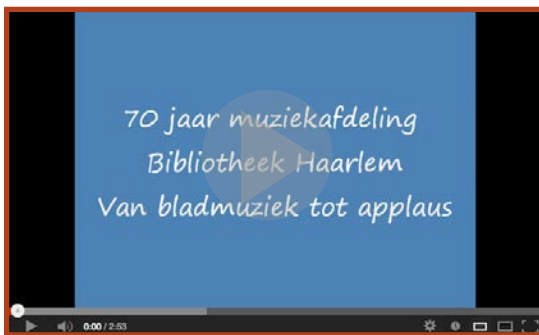 70 jaar muziekafdeling
Bibliotheek Haarlem
Van bladmuziek tot applaus
0:00 / 2:53